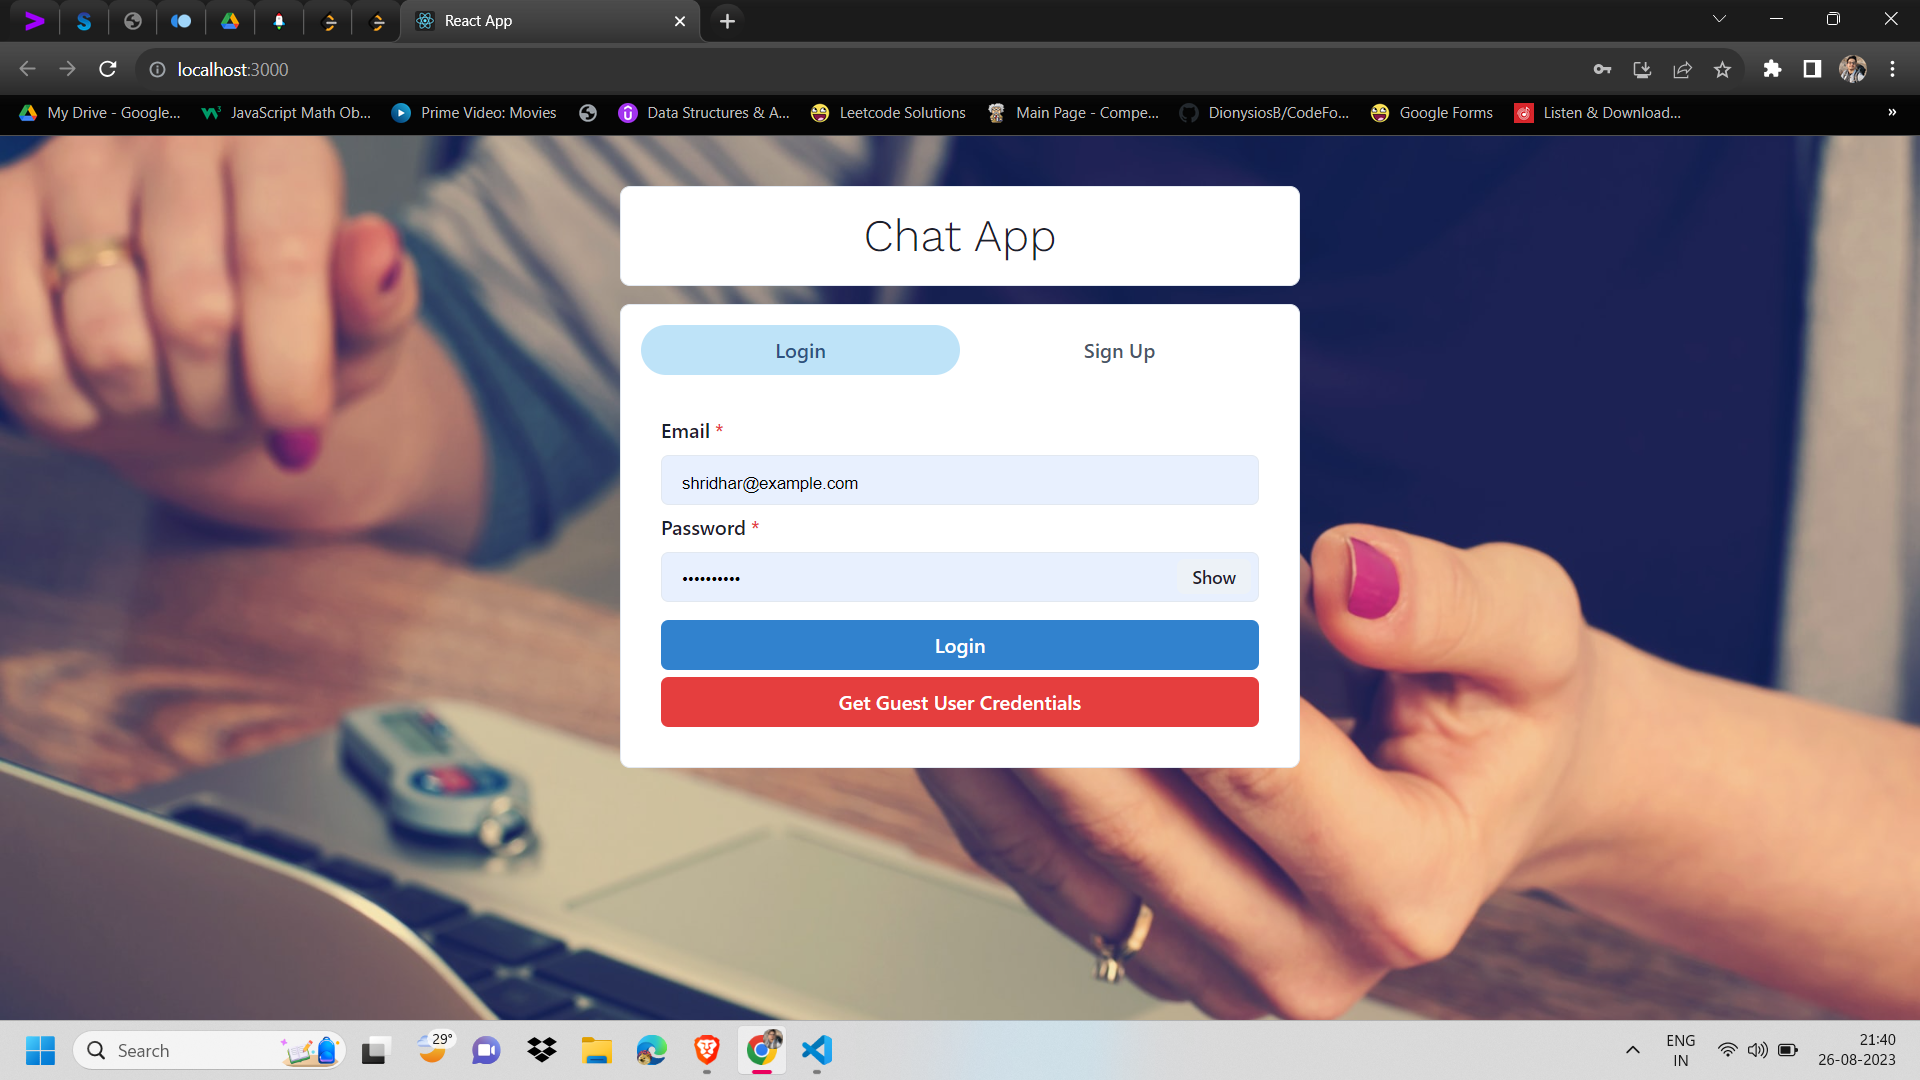 React App
localhost:3000
My Drive - Google...
JavaScript Math Ob...
Prime Video: Movies
Data Structures & A...
Leetcode Solutions
Main Page - Compe...
DionysiosB/CodeFo...
Google Forms
Listen & Download...
»
Chat App
Login
Sign Up
Email *
shridhar@example.com
Password *
••••••••••
Show
Login
Get Guest User Credentials
Search
29°
ENG
IN
21:40
26-08-2023